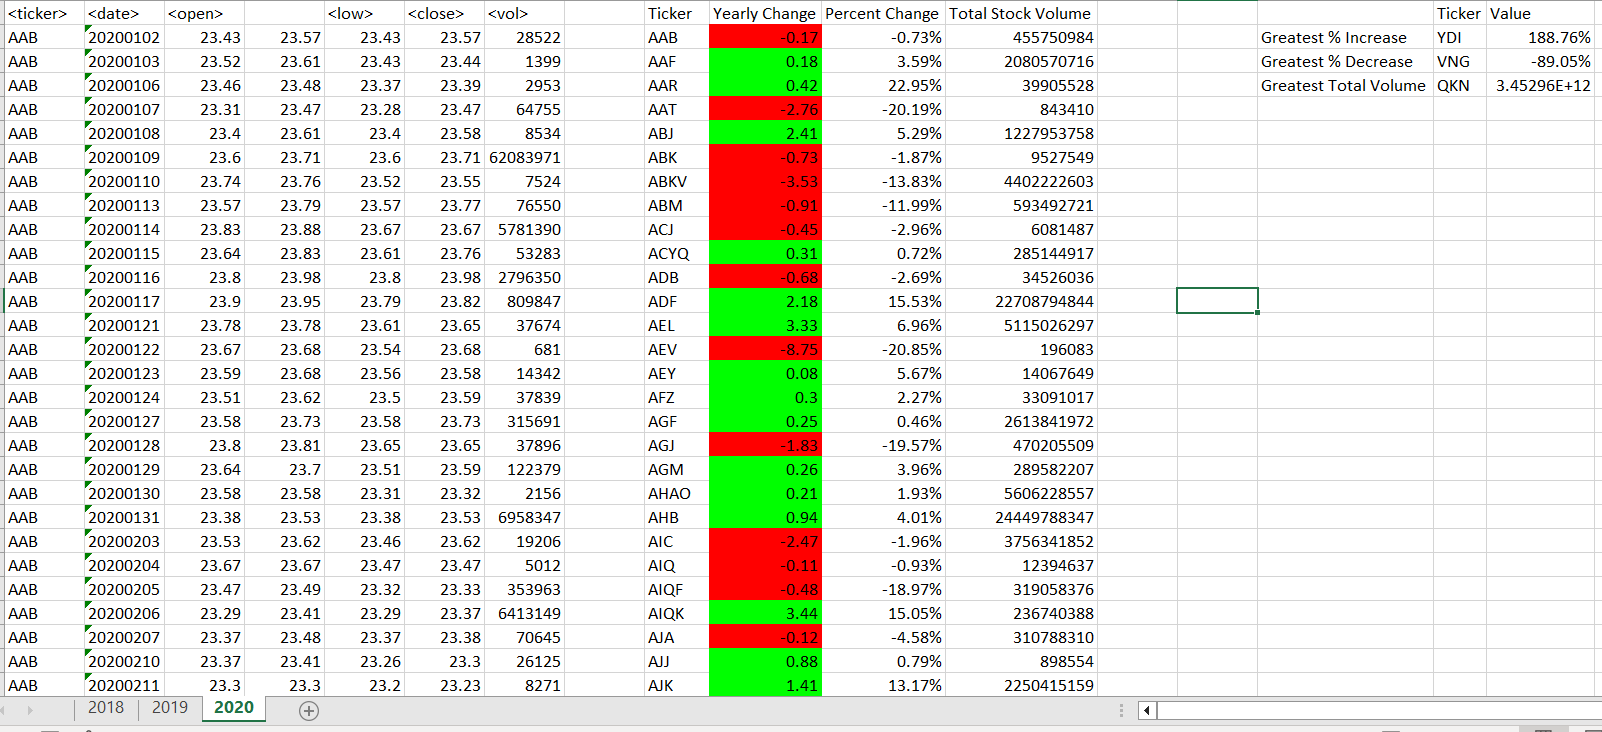 <ticker> <date> <open> <low> <close> <vol> Ticker Yearly Change Percent Change Total Stock Volume Ticker Value
AAB 20200102 23.43 23.57 23.43 23.57 28522 AAB -0.17 -0.73% 455750984 Greatest % Increase YDI 188.76%
AAB 20200103 23.52 23.61 23.43 23.44 1399 AAF 0.18 3.59% 2080570716 Greatest % Decrease VNG -89.05%
AAB 20200106 23.46 23.48 23.37 23.39 2953 AAR 0.42 22.95% 39905528 Greatest Total Volume QKN 3.45296E+12
AAB 20200107 23.31 23.47 23.28 23.47 64755 AAT -2.76 -20.19% 843410
AAB 20200108 23.4 23.61 23.4 23.58 8534 ABJ 2.41 5.29% 1227953758
AAB 20200109 23.6 23.71 23.6 23.71 62083971 ABK -0.73 -1.87% 9527549
AAB 20200110 23.74 23.76 23.52 23.55 7524 ABKV -3.53 -13.83% 4402222603
AAB 20200113 23.57 23.79 23.57 23.77 76550 ABM -0.91 -11.99% 593492721
AAB 20200114 23.83 23.88 23.67 23.67 5781390 ACJ -0.45 -2.96% 6081487
AAB 20200115 23.64 23.83 23.61 23.76 53283 ACYQ 0.31 0.72% 285144917
AAB 20200116 23.8 23.98 23.8 23.98 2796350 ADB -0.68 -2.69% 34526036
AAB 20200117 23.9 23.95 23.79 23.82 809847 ADF 2.18 15.53% 22708794844
AAB 20200121 23.78 23.78 23.61 23.65 37674 AEL 3.33 6.96% 5115026297
AAB 20200122 23.67 23.68 23.54 23.68 681 AEV -8.75 -20.85% 196083
AAB 20200123 23.59 23.68 23.56 23.58 14342 AEY 0.08 5.67% 14067649
AAB 20200124 23.51 23.62 23.5 23.59 37839 AFZ 0.3 2.27% 33091017
AAB 20200127 23.58 23.73 23.58 23.73 315691 AGF 0.25 0.46% 2613841972
AAB 20200128 23.8 23.81 23.65 23.65 37896 AGJ -1.83 -19.57% 470205509
AAB 20200129 23.64 23.7 23.51 23.59 122379 AGM 0.26 3.96% 289582207
AAB 20200130 23.58 23.58 23.31 23.32 2156 AHAO 0.21 1.93% 5606228557
AAB 20200131 23.38 23.53 23.38 23.53 6958347 AHB 0.94 4.01% 24449788347
AAB 20200203 23.53 23.62 23.46 23.62 19206 AIC -2.47 -1.96% 3756341852
AAB 20200204 23.67 23.67 23.47 23.47 5012 AIQ -0.11 -0.93% 12394637
AAB 20200205 23.47 23.49 23.32 23.33 353963 AIQF -0.48 -18.97% 319058376
AAB 20200206 23.29 23.41 23.29 23.37 6413149 AIQK 3.44 15.05% 236740388
AAB 20200207 23.37 23.48 23.37 23.38 70645 AJA -0.12 -4.58% 310788310
AAB 20200210 23.37 23.41 23.26 23.3 26125 AJJ 0.88 0.79% 898554
AAB 20200211 23.3 23.3 23.2 23.23 8271 AJK 1.41 13.17% 2250415159
2018 2019 2020